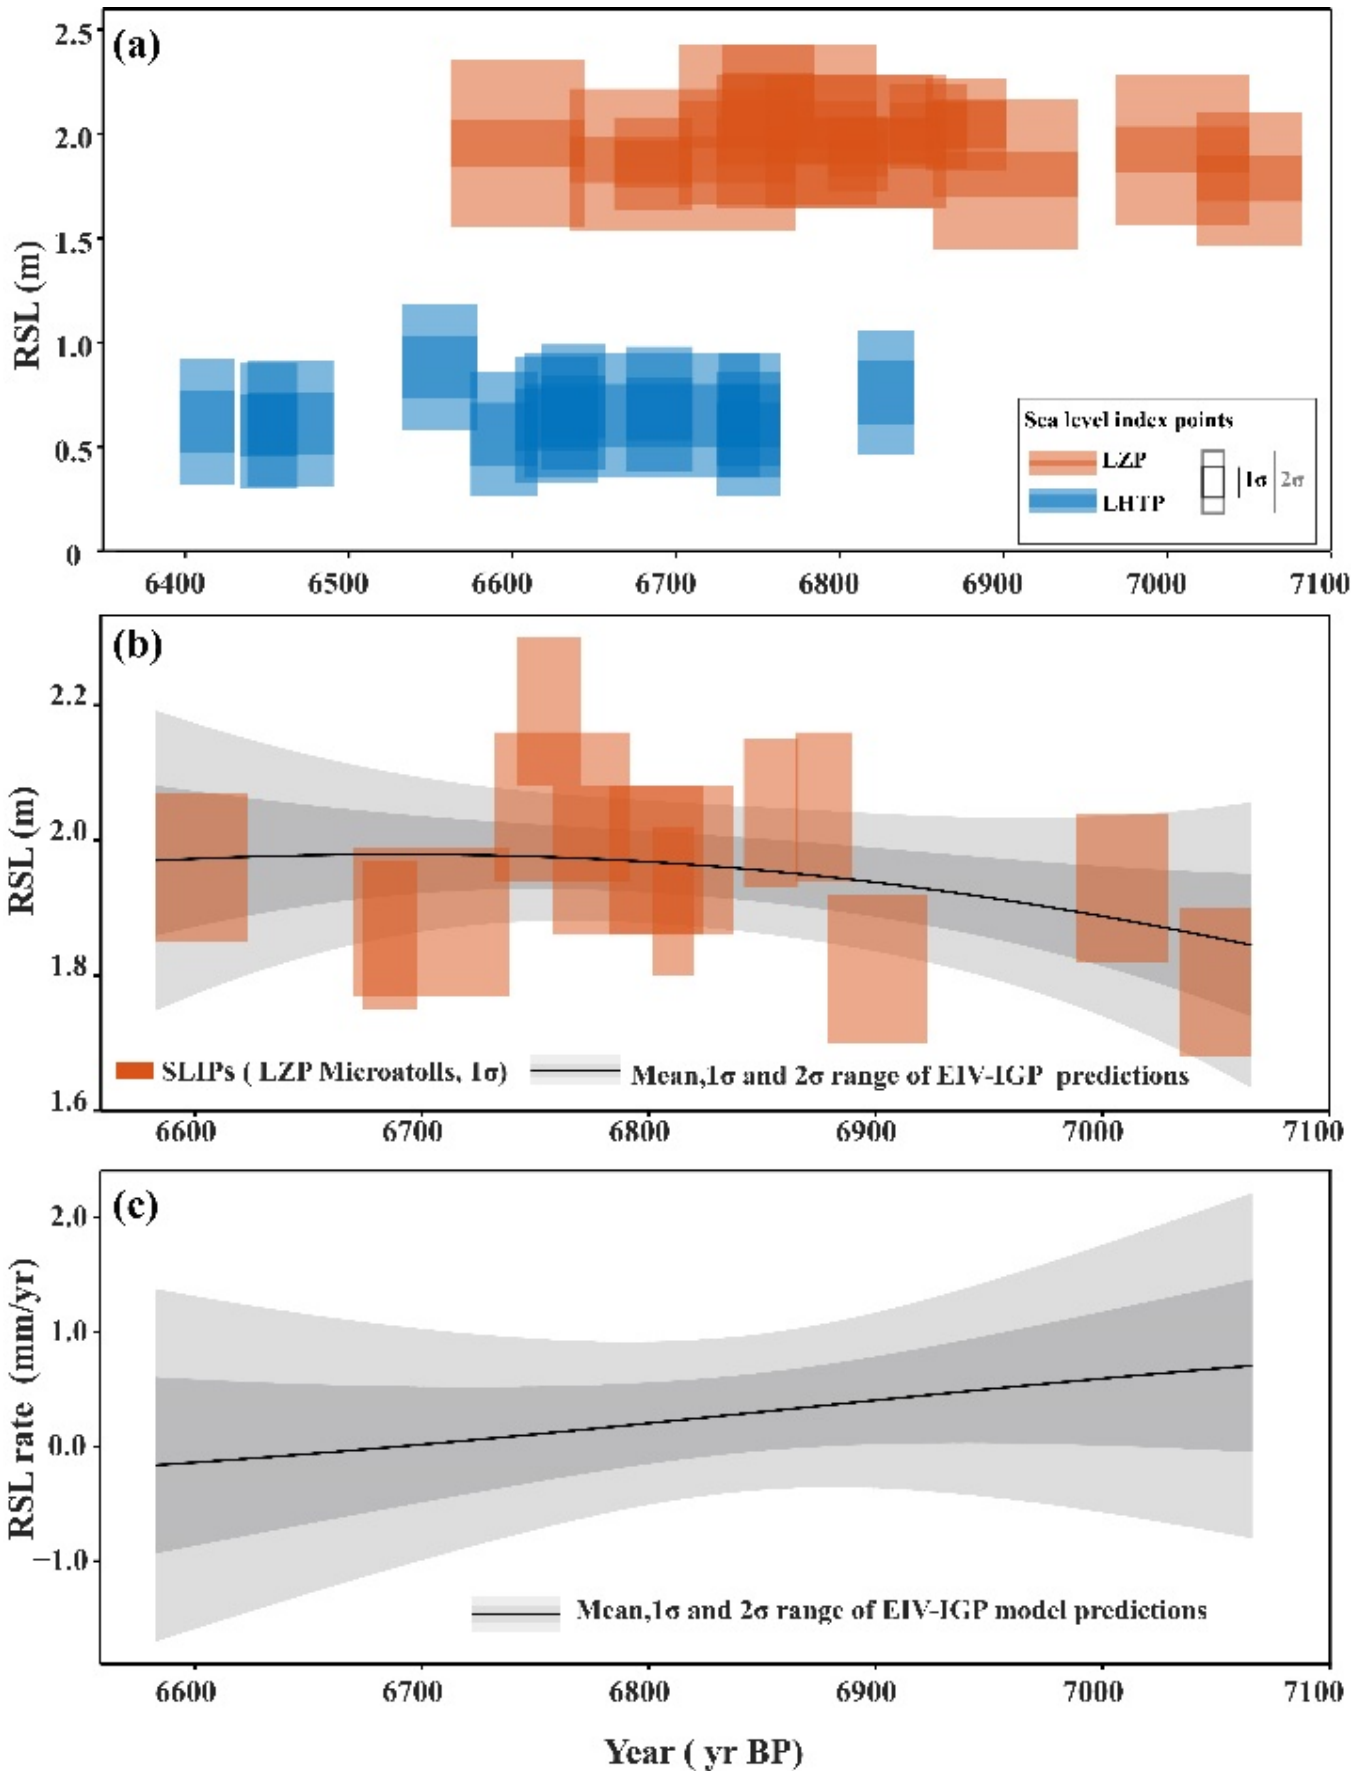 (a)
2.5
2.0
1.5
1.0
0.5
0
RSL (m)
6400 6500 6600 6700 6800 6900 7000 7100
Sea level index points
LZP
LHTP
1σ 2σ
(b)
2.2
2.0
1.8
1.6
RSL (m)
SLIPs ( LZP Microatolls, 1σ)
Mean,1σ and 2σ range of EIV-IGP predictions
6600 6700 6800 6900 7000 7100
(c)
2.0
1.0
0.0
−1.0
RSL rate (mm/yr)
Mean,1σ and 2σ range of EIV-IGP model predictions
6600 6700 6800 6900 7000 7100
Year ( yr BP)